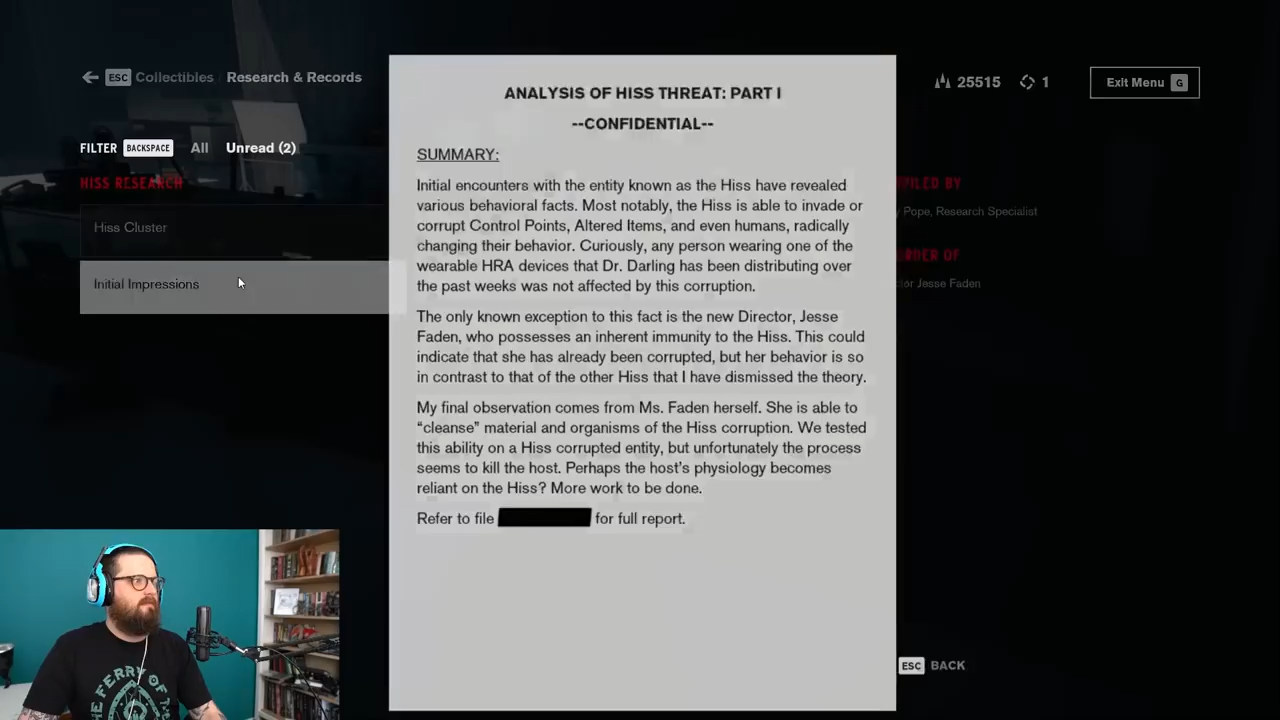 ESC Collectibles Research & Records
25515
1
Exit Menu G
FILTER BACKSPACE All Unread (2)
HISS RESEARCH
Hiss Cluster
Initial Impressions
ANALYSIS OF HISS THREAT: PART I
--CONFIDENTIAL--
SUMMARY:
Initial encounters with the entity known as the Hiss have revealed
various behavioral facts. Most notably, the Hiss is able to invade or
corrupt Control Points, Altered Items, and even humans, radically
changing their behavior. Curiously, any person wearing one of the
wearable HRA devices that Dr. Darling has been distributing over
the past weeks was not affected by this corruption.
The only known exception to this fact is the new Director, Jesse
Faden, who possesses an inherent immunity to the Hiss. This could
indicate that she has already been corrupted, but her behavior is so
in contrast to that of the other Hiss that I have dismissed the theory.
My final observation comes from Ms. Faden herself. She is able to
“cleanse” material and organisms of the Hiss corruption. We tested
this ability on a Hiss corrupted entity, but unfortunately the process
seems to kill the host. Perhaps the host's physiology becomes
reliant on the Hiss? More work to be done.
Refer to file for full report.
BY
Pope, Research Specialist
OF
Jesse Faden
ESC BACK
FERRY OF